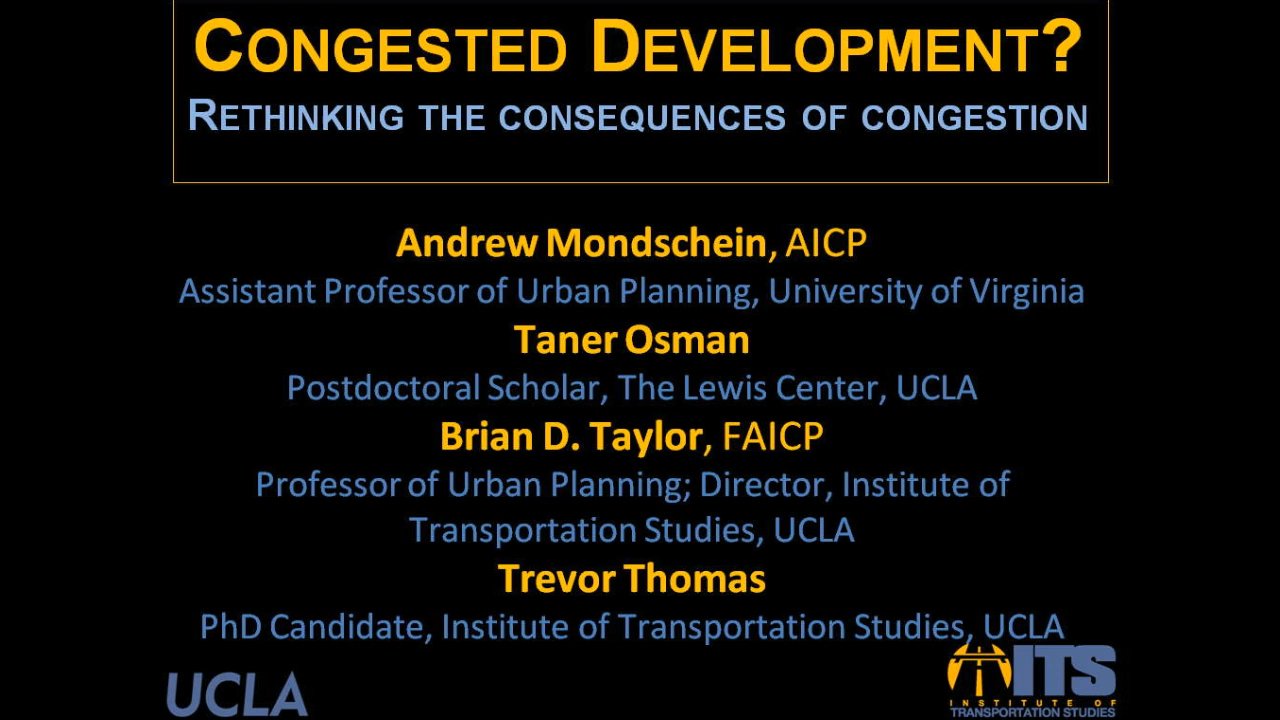 CONGESTED DEVELOPMENT?
RETHINKING THE CONSEQUENCES OF CONGESTION
Andrew Mondschein, AICP
Assistant Professor of Urban Planning, University of Virginia
Taner Osman
Postdoctoral Scholar, The Lewis Center, UCLA
Brian D. Taylor, FAICP
Professor of Urban Planning; Director, Institute of
Transportation Studies, UCLA
Trevor Thomas
PhD Candidate, Institute of Transportation Studies, UCLA
UCLA
ITS
INSTITUTE OF
TRANSPORTATION STUDIES